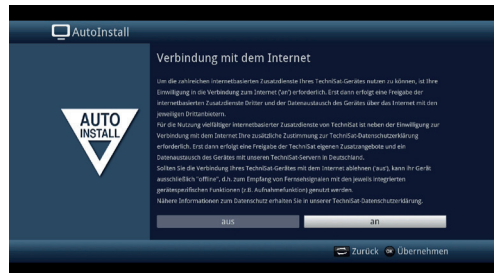 AutoInstall
Verbindung mit dem Internet
Um die zahlreichen internetbasierten Zusatzdienste Ihres TechniSat-Gerätes nutzen zu können, ist Ihre
Einwilligung in die Verbindung zum Internet ('an') erforderlich. Erst dann erfolgt eine Freigabe der
internetbasierten Zusatzdienste Dritter und der Datenaustausch des Gerätes über das Internet mit den
jeweiligen Drittanbietern.
Für die Nutzung vielfältiger internetbasierter Zusatzdienste von TechniSat ist neben der Einwilligung zur
Verbindung mit dem Internet Ihre zusätzliche Zustimmung zur TechniSat-Datenschutzerklärung
erforderlich. Erst dann erfolgt eine Freigabe der TechniSat eigenen Zusatzangebote und ein
Datenaustausch des Gerätes mit unseren TechniSat-Servern in Deutschland.
Sollten Sie die Verbindung Ihres TechniSat-Gerätes mit dem Internet ablehnen ('aus'), kann ihr Gerät
ausschließlich "offline", d.h. zum Empfang von Fernsehsignalen mit den jeweils integrierten
gerätespezifischen Funktionen (z.B. Aufnahmefunktion) genutzt werden.
Nähere Informationen zum Datenschutz erhalten Sie in unserer TechniSat-Datenschutzerklärung.
AUTO
INSTALL
aus an
Zurück OK Übernehmen